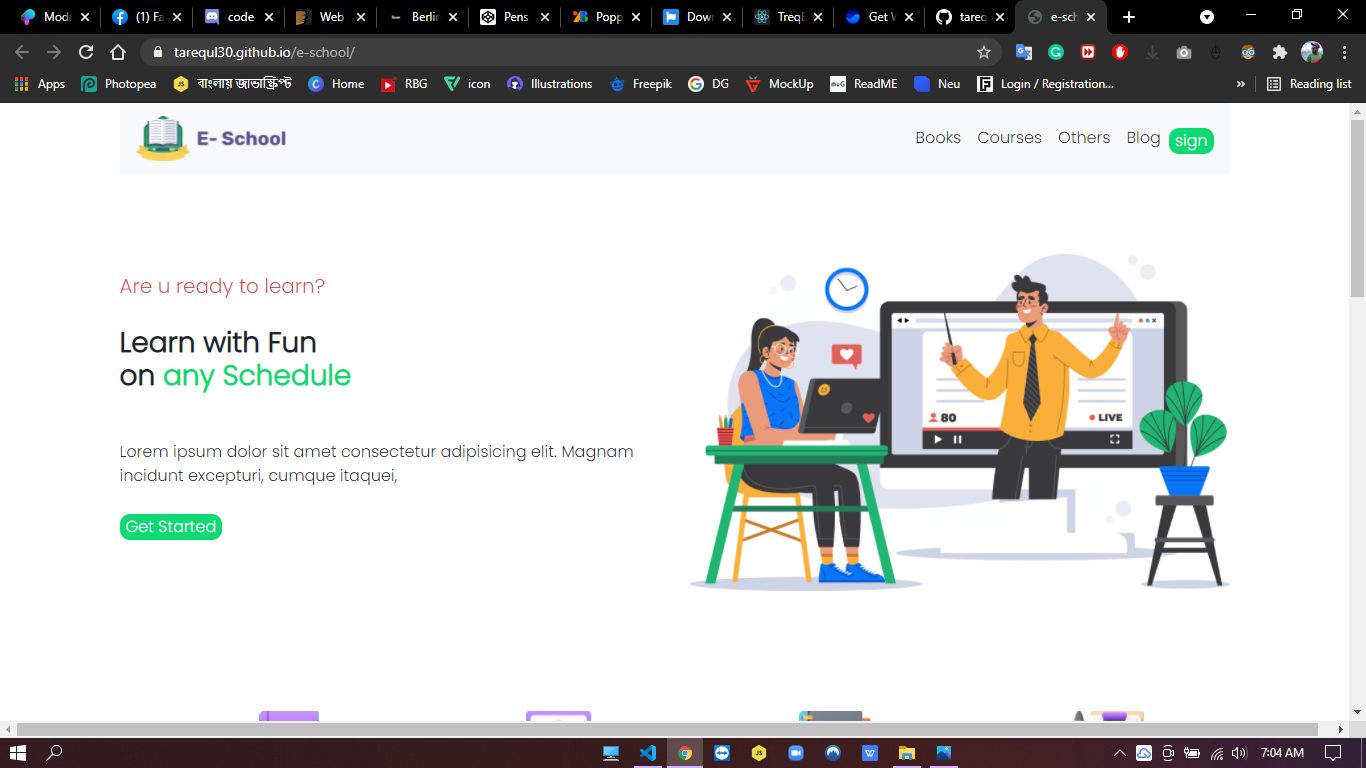 Modu
(1) Fa
code
Web
Berlin
Pens
Popp
Down
TreqE
Get W
tareq
e-sch
tarequl30.github.io/e-school/
Apps
Photopea
বাংলায় জাভাস্ক্রিপ্ট
Home
RBG
icon
Illustrations
Freepik
DG
MockUp
ReadME
Neu
Login / Registration...
»
Reading list
E- School
Books
Courses
Others
Blog
sign
Are u ready to learn?
Learn with Fun
on any Schedule
Lorem ipsum dolor sit amet consectetur adipisicing elit. Magnam
incidunt excepturi, cumque itaquei,
Get Started
80
LIVE
7:04 AM